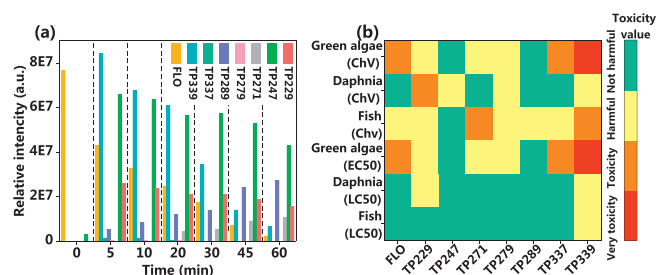 (a)
Relative intencity (a.u.)
8E7
6E7
4E7
2E7
0
FLO
TP339
TP337
TP289
TP279
TP271
TP247
TP229
0 5 10 20 30 45 60
Time (min)
(b)
Green algae
(ChV)
Daphnia
(ChV)
Fish
(Chv)
Green algae
(EC50)
Daphnia
(LC50)
Fish
(LC50)
FLO
TP229
TP247
TP271
TP279
TP289
TP337
TP339
Toxicity
value
Not harmful
Harmful
Toxicity
Very toxicity